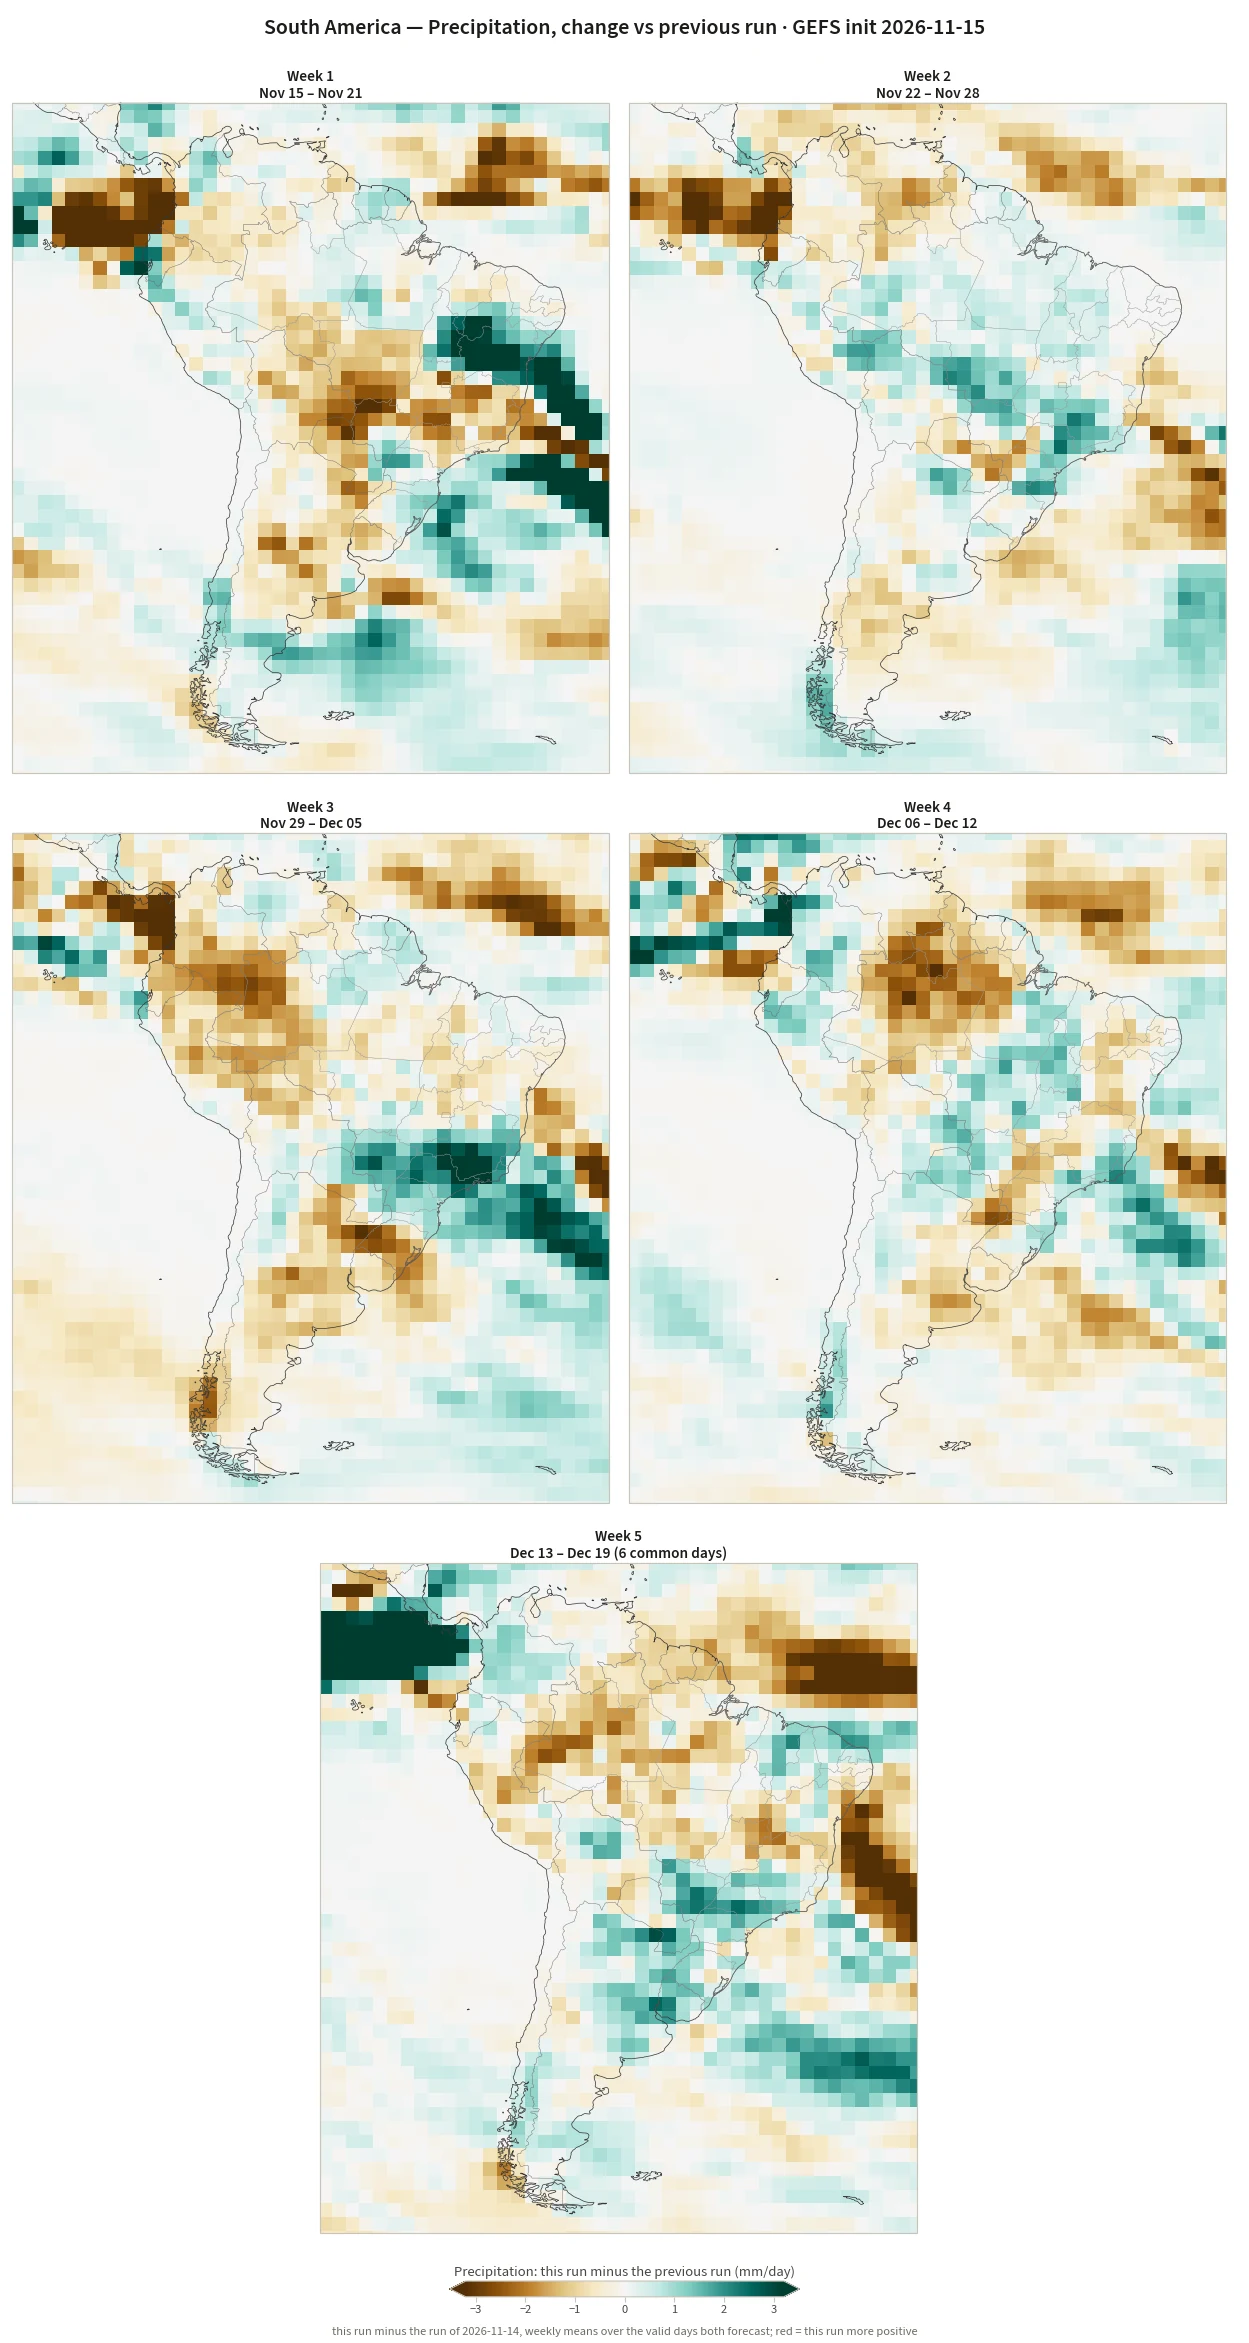 South America — Precipitation, change vs previous run · GEFS init 2026-11-15
Week 1
Nov 15 – Nov 21
Week 2
Nov 22 – Nov 28
Week 3
Nov 29 – Dec 05
Week 4
Dec 06 – Dec 12
Week 5
Dec 13 – Dec 19 (6 common days)
Precipitation: this run minus the previous run (mm/day)
−3 −2 −1 0 1 2 3
this run minus the run of 2026-11-14, weekly means over the valid days both forecast; red = this run more positive